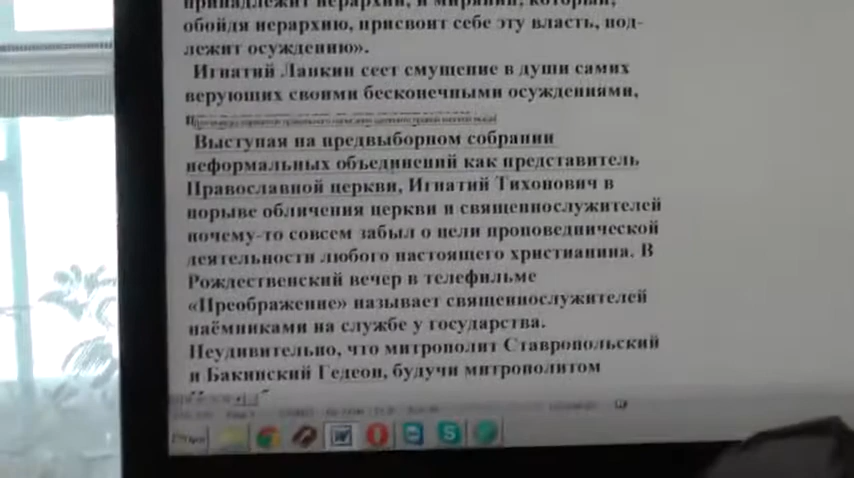 принадлежит иерархии, и мирянин, который,
обойдя иерархию, присвоит себе эту власть, под-
лежит осуждению».
Игнатий Лапкин сеет смущение в души самих
верующих своими бесконечными осуждениями,
Выступая на предвыборном собрании
неформальных объединений как представитель
Православной церкви, Игнатий Тихонович в
порыве обличения церкви и священнослужителей
почему-то совсем забыл о цели проповеднической
деятельности любого настоящего христианина. В
Рождественский вечер в телефильме
«Преображение» называет священнослужителей
наёмниками на службе у государства.
Неудивительно, что митрополит Ставропольский
и Бакинский Гедеон, будучи митрополитом